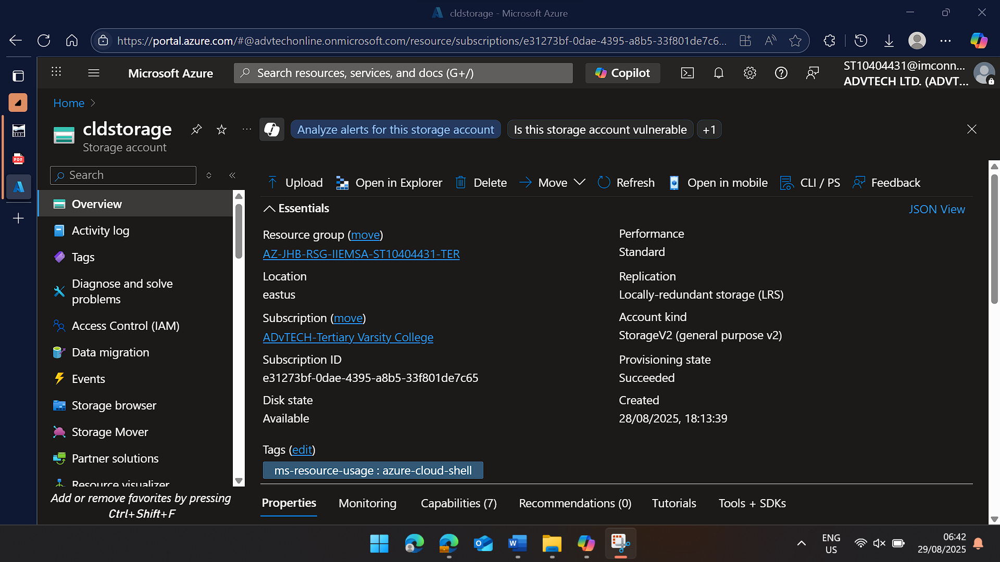 cldstorage - Microsoft Azure
https://portal.azure.com/#@advtechonline.onmicrosoft.com/resource/subscriptions/e31273bf-0dae-4395-a8b5-33f801de7c6...
Microsoft Azure
Search resources, services, and docs (G+/)
Copilot
ST10404431@imconn...
ADVTECH LTD. (ADVT...
Home
cldstorage
Storage account
Analyze alerts for this storage account
Is this storage account vulnerable
+1
Search
Upload
Open in Explorer
Delete
Move
Refresh
Open in mobile
CLI / PS
Feedback
Overview
Activity log
Tags
Diagnose and solve
problems
Access Control (IAM)
Data migration
Events
Storage browser
Storage Mover
Partner solutions
Resource visualizer
Add or remove favorites by pressing
Ctrl+Shift+F
Essentials
JSON View
Resource group (move)
AZ-JHB-RSG-IIEMSA-ST10404431-TER
Location
eastus
Subscription (move)
ADvTECH-Tertiary Varsity College
Subscription ID
e31273bf-0dae-4395-a8b5-33f801de7c65
Disk state
Available
Performance
Standard
Replication
Locally-redundant storage (LRS)
Account kind
StorageV2 (general purpose v2)
Provisioning state
Succeeded
Created
28/08/2025, 18:13:39
Tags (edit)
ms-resource-usage : azure-cloud-shell
Properties
Monitoring
Capabilities (7)
Recommendations (0)
Tutorials
Tools + SDKs
ENG
US
06:42
29/08/2025